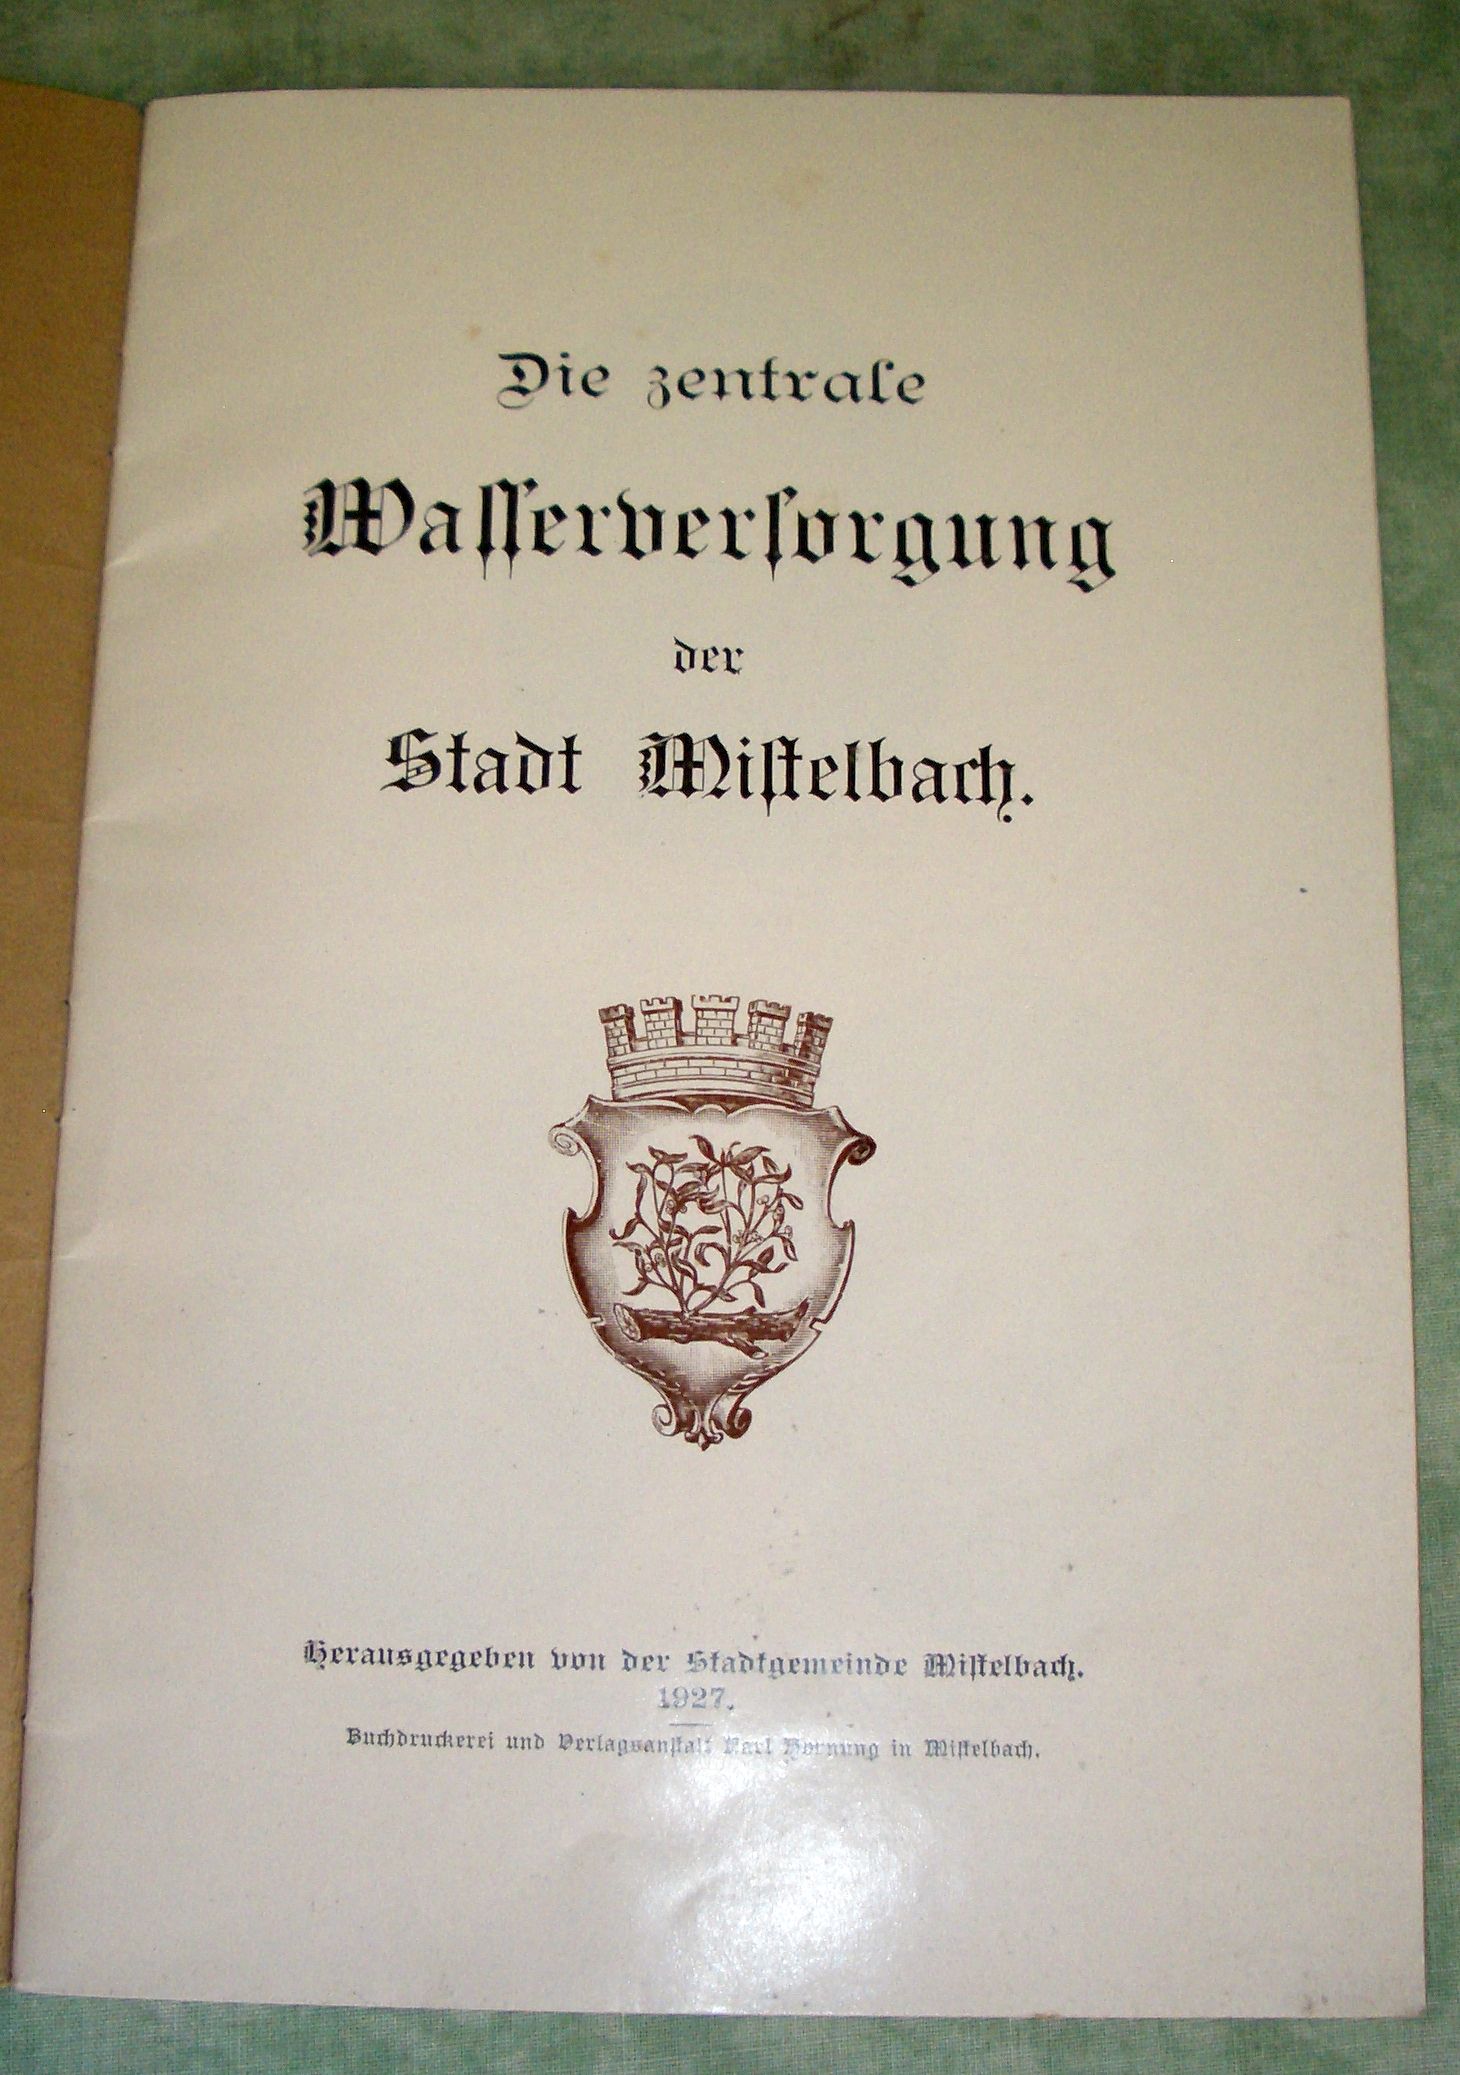 Die zentrale
Wasserversorgung
der
Stadt Mistelbach.
Herausgegeben von der Stadtgemeinde Mistelbach.
1927.
Buchdruckerei und Verlagsanstalt Karl Hornung in Mistelbach.